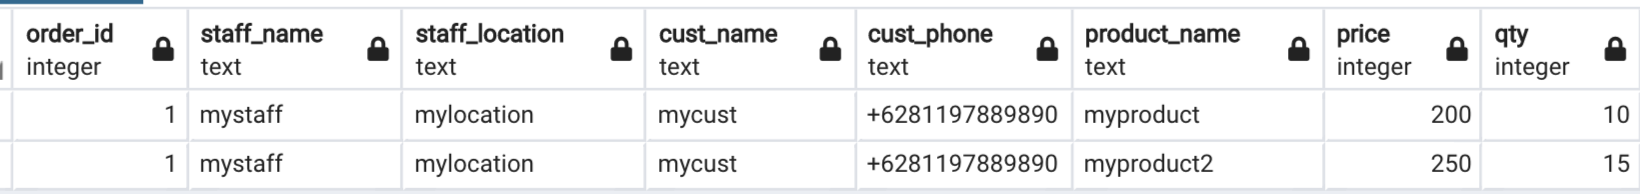 order_id staff_name staff_location cust_name cust_phone product_name price qty
integer text text text text text integer integer
1 mystaff mylocation mycust +6281197889890 myproduct 200 10
1 mystaff mylocation mycust +6281197889890 myproduct2 250 15